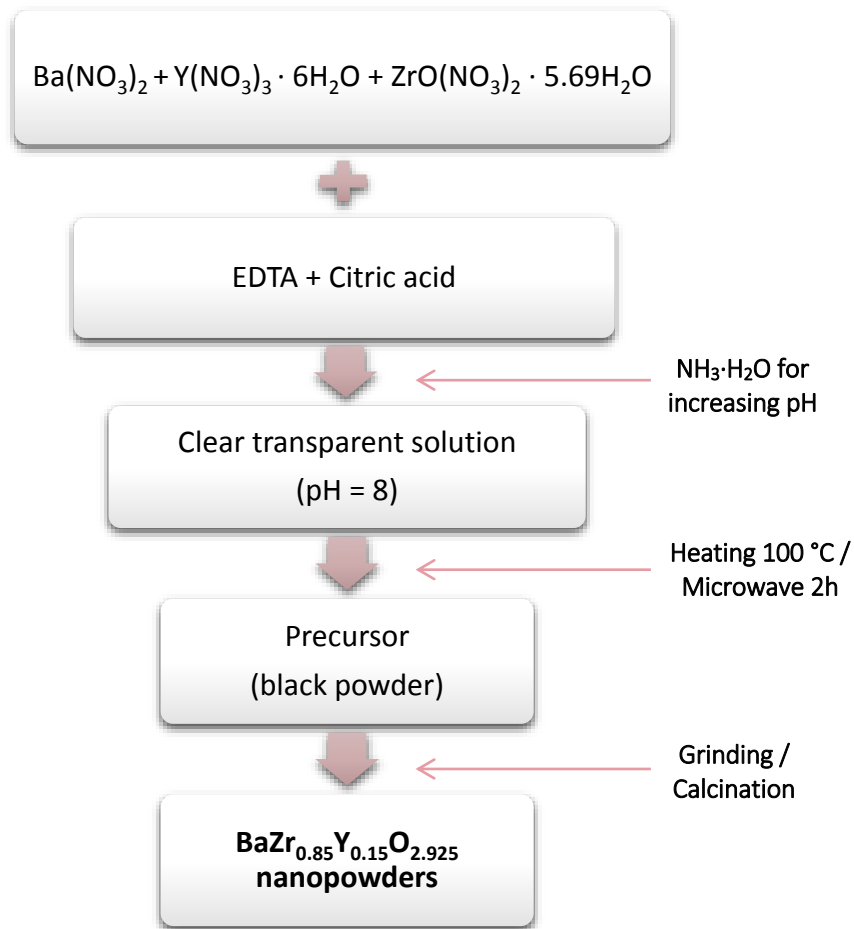 Ba(NO₃)₂ + Y(NO₃)₃ · 6H₂O + ZrO(NO₃)₂ · 5.69H₂O
EDTA + Citric acid
NH₃·H₂O for
increasing pH
Clear transparent solution
(pH = 8)
Heating 100 °C /
Microwave 2h
Precursor
(black powder)
Grinding /
Calcination
BaZr₀.₈₅Y₀.₁₅O₂.₉₂₅
nanopowders